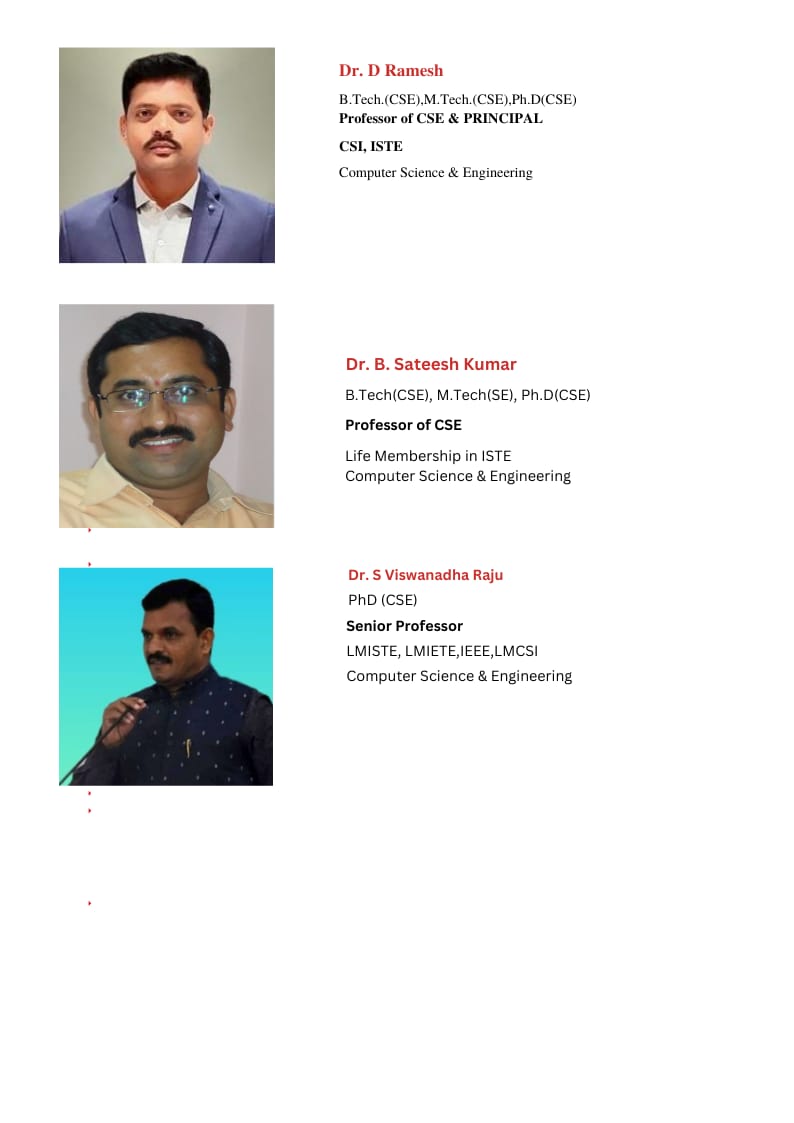 Dr. D Ramesh
B.Tech.(CSE),M.Tech.(CSE),Ph.D(CSE)
Professor of CSE & PRINCIPAL
CSI, ISTE
Computer Science & Engineering
Dr. B. Sateesh Kumar
B.Tech(CSE), M.Tech(SE), Ph.D(CSE)
Professor of CSE
Life Membership in ISTE
Computer Science & Engineering
Dr. S Viswanadha Raju
PhD (CSE)
Senior Professor
LMISTE, LMIETE,IEEE,LMCSI
Computer Science & Engineering